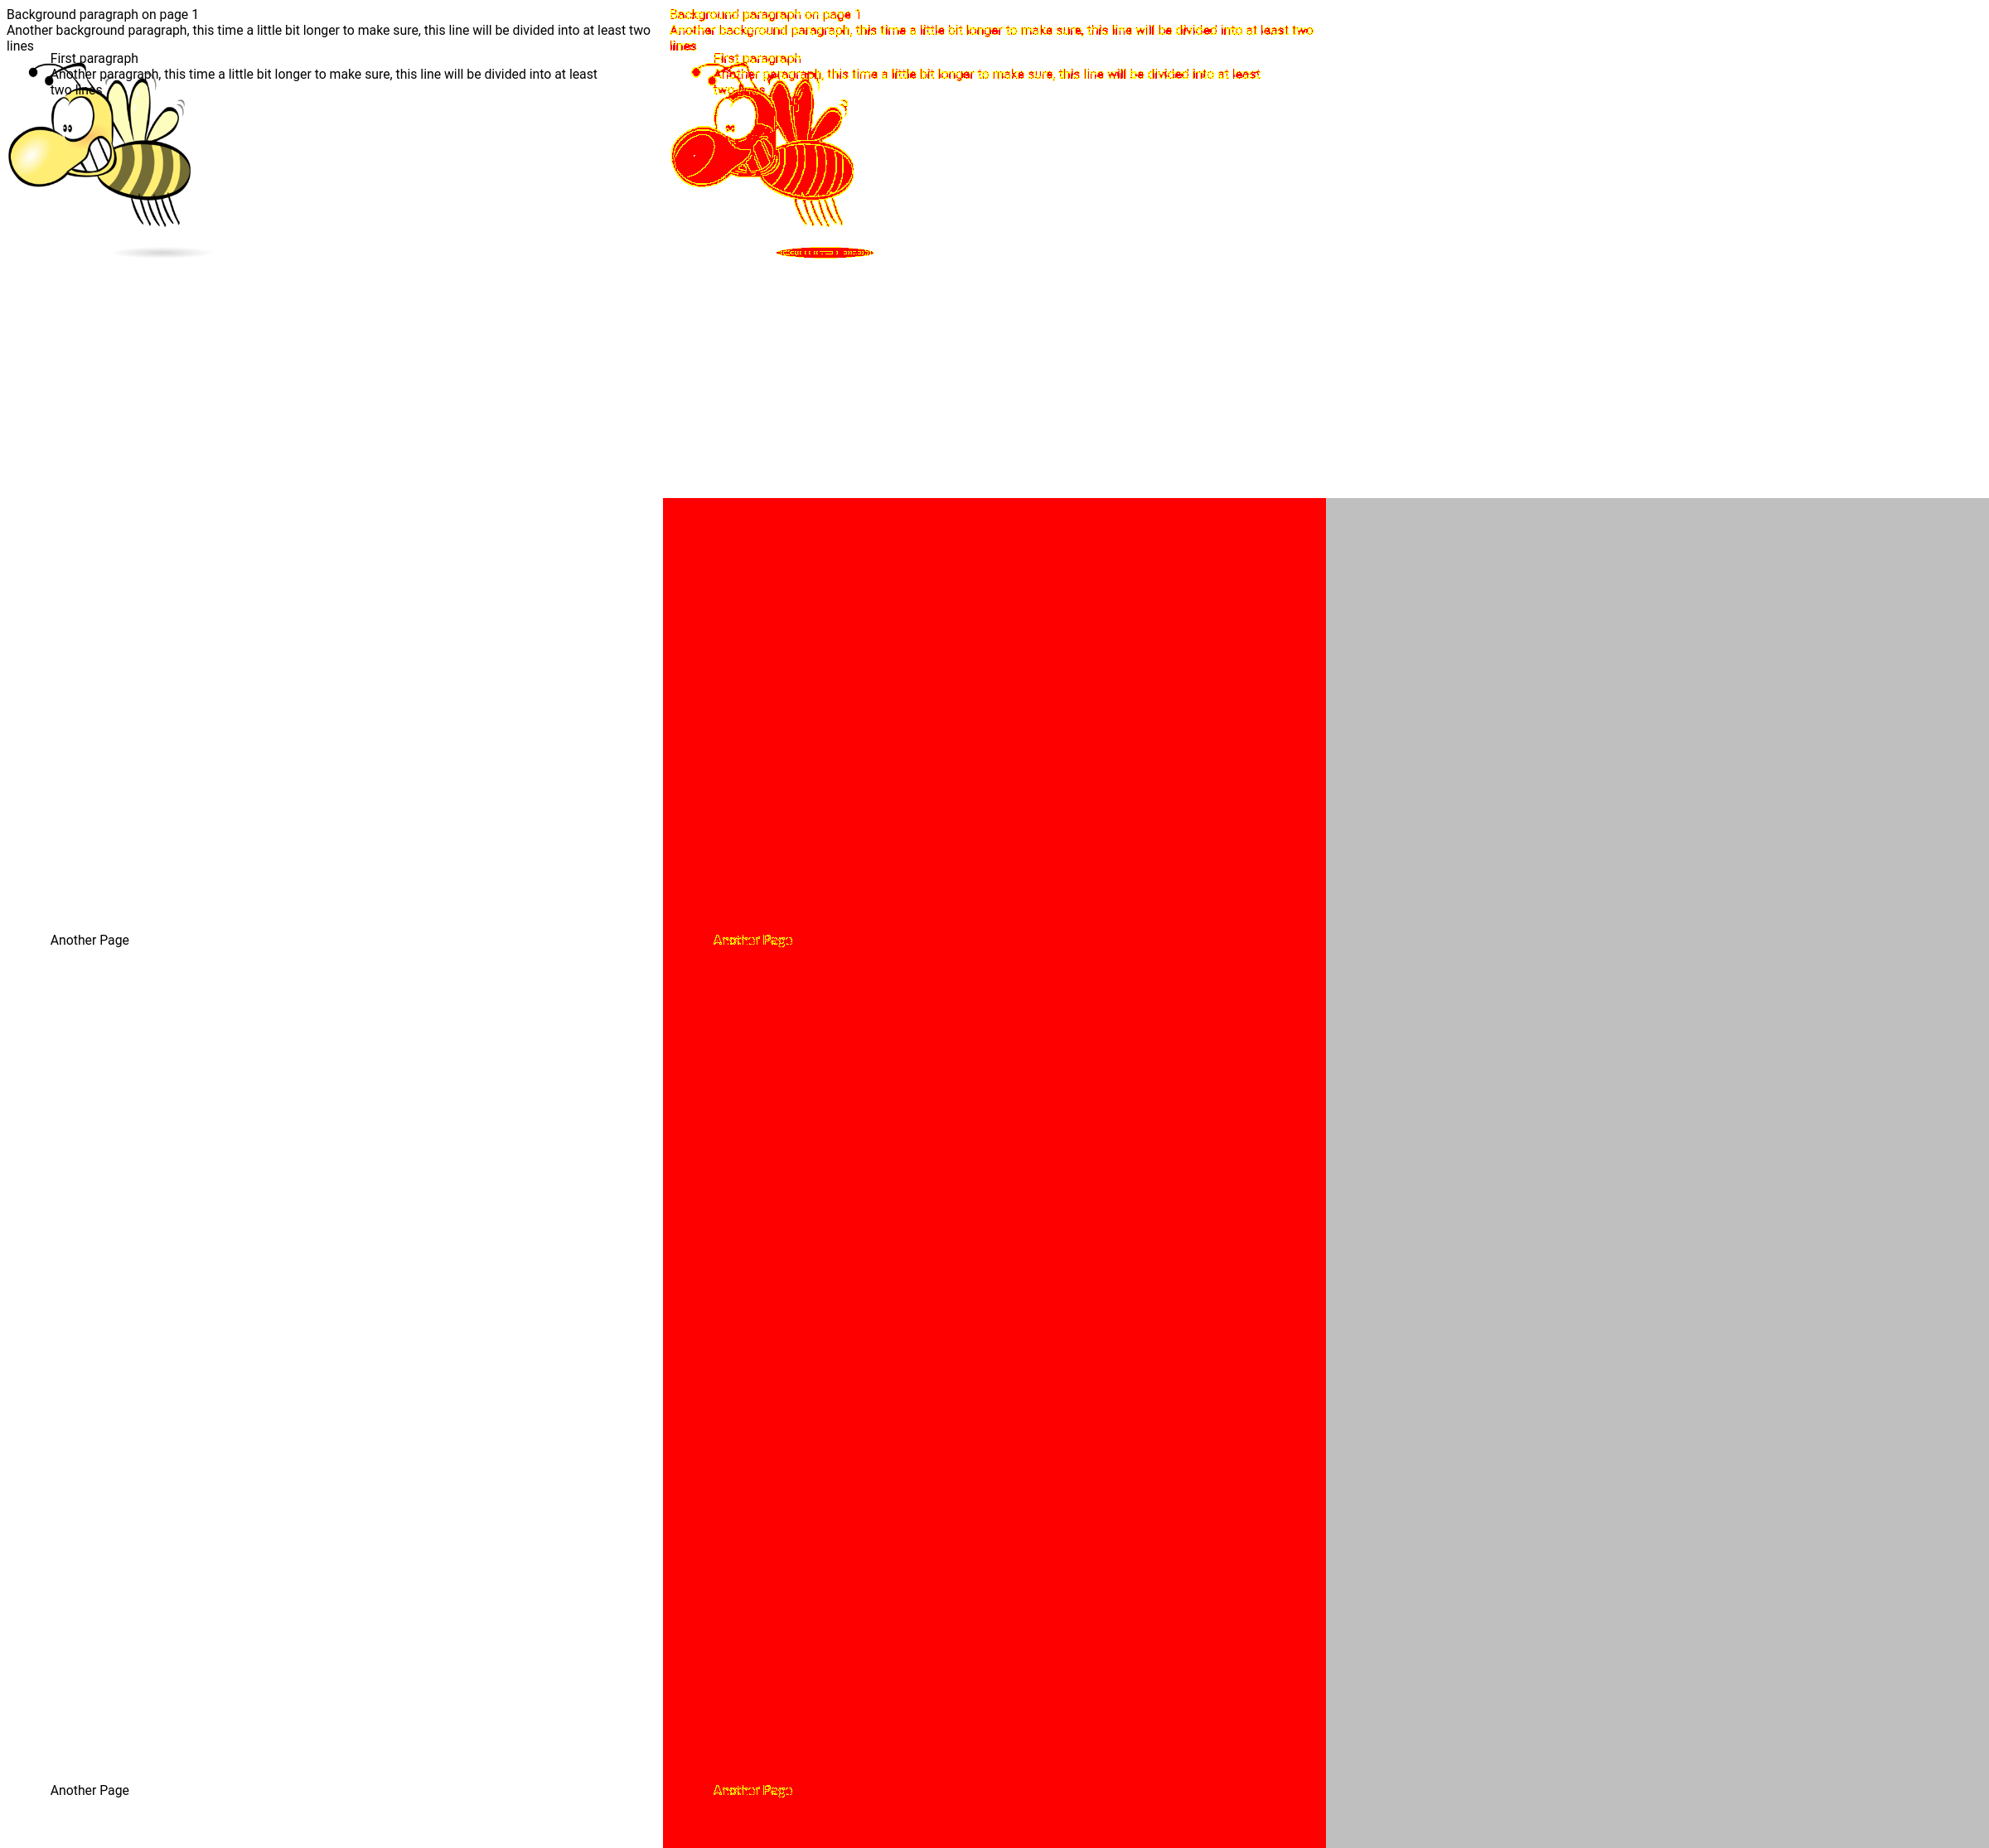 Background paragraph on page 1
Another background paragraph, this time a little bit longer to make sure, this line will be divided into at least two
lines
First paragraph
Another paragraph, this time a little bit longer to make sure, this line will be divided into at least
two lines
Another Page
Another Page
Background paragraph on page 1
Another background paragraph, this time a little bit longer to make sure, this line will be divided into at least two
lines
First paragraph
Another paragraph, this time a little bit longer to make sure, this line will be divided into at least
two lines
Another Page
Another Page